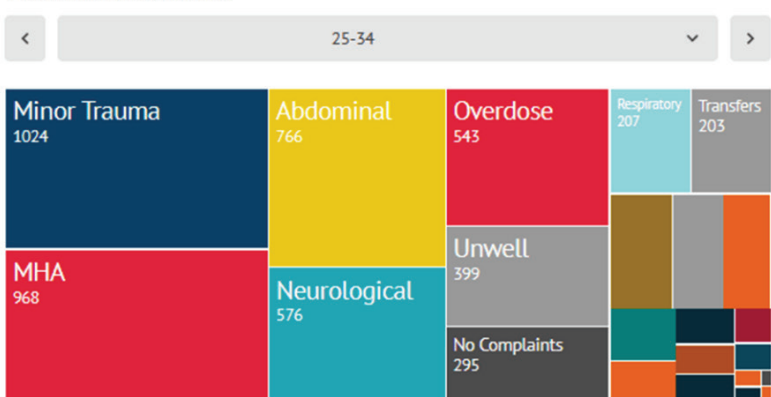 25-34
Minor Trauma
1024
MHA
968
Abdominal
766
Neurological
576
Overdose
543
Unwell
399
No Complaints
295
Respiratory
207
Transfers
203